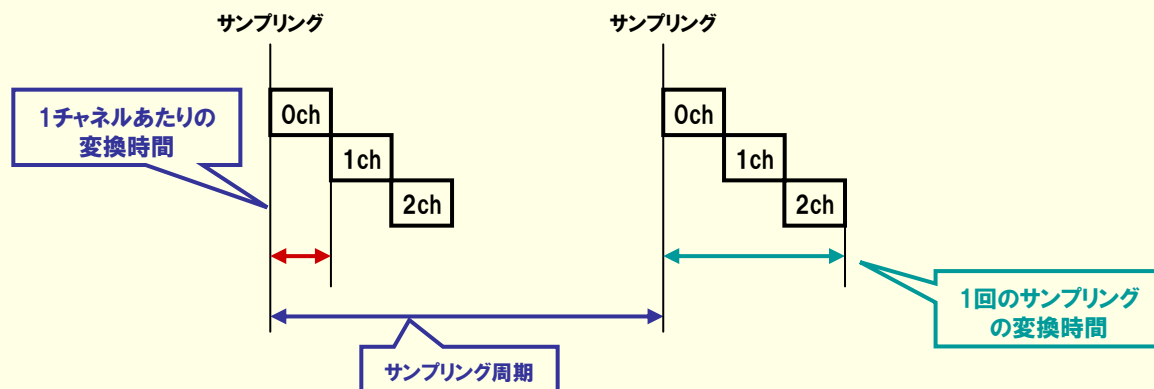 サンプリング
サンプリング
1チャネルあたりの
変換時間
0ch
1ch
2ch
0ch
1ch
2ch
1回のサンプリング
の変換時間
サンプリング周期